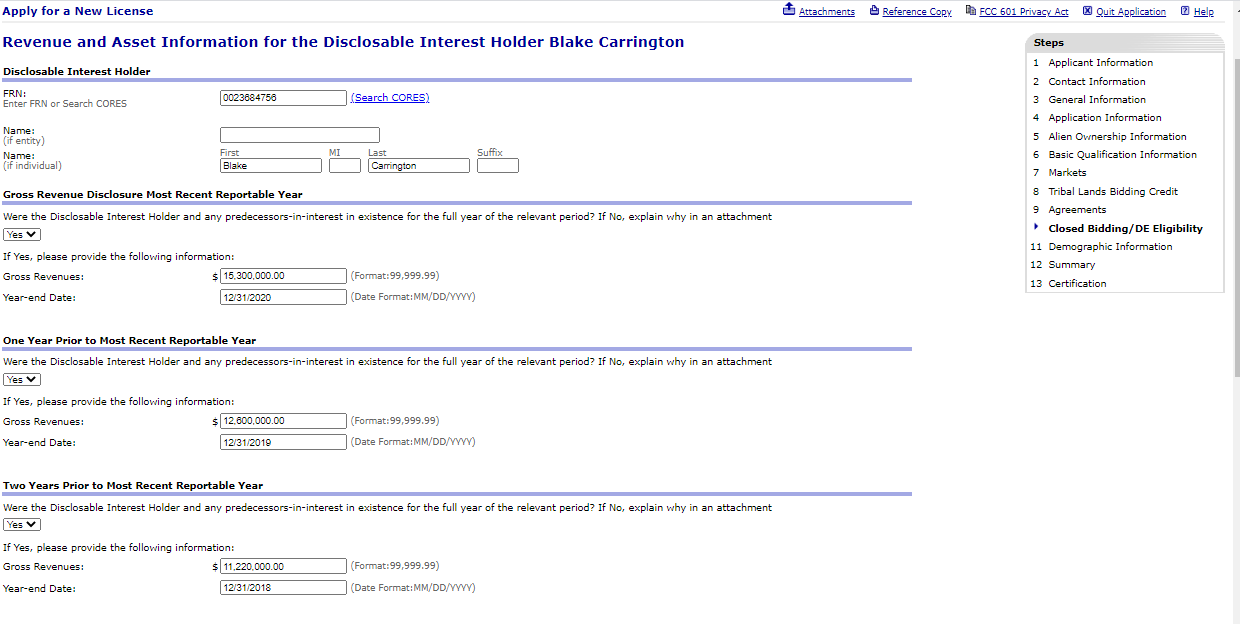 Apply for a New License
Attachments Reference Copy FCC 601 Privacy Act Quit Application Help
Revenue and Asset Information for the Disclosable Interest Holder Blake Carrington
Disclosable Interest Holder
FRN: 0023684756 (Search CORES)
Enter FRN or Search CORES
Name:
(if entity)
Name: First MI Last Suffix
(if individual) Blake Carrington
Gross Revenue Disclosure Most Recent Reportable Year
Were the Disclosable Interest Holder and any predecessors-in-interest in existence for the full year of the relevant period? If No, explain why in an attachment
Yes
If Yes, please provide the following information:
Gross Revenues: $ 15,300,000.00 (Format:99,999.99)
Year-end Date: 12/31/2020 (Date Format:MM/DD/YYYY)
One Year Prior to Most Recent Reportable Year
Were the Disclosable Interest Holder and any predecessors-in-interest in existence for the full year of the relevant period? If No, explain why in an attachment
Yes
If Yes, please provide the following information:
Gross Revenues: $ 12,600,000.00 (Format:99,999.99)
Year-end Date: 12/31/2019 (Date Format:MM/DD/YYYY)
Two Years Prior to Most Recent Reportable Year
Were the Disclosable Interest Holder and any predecessors-in-interest in existence for the full year of the relevant period? If No, explain why in an attachment
Yes
If Yes, please provide the following information:
Gross Revenues: $ 11,220,000.00 (Format:99,999.99)
Year-end Date: 12/31/2018 (Date Format:MM/DD/YYYY)
Steps
1 Applicant Information
2 Contact Information
3 General Information
4 Application Information
5 Alien Ownership Information
6 Basic Qualification Information
7 Markets
8 Tribal Lands Bidding Credit
9 Agreements
Closed Bidding/DE Eligibility
11 Demographic Information
12 Summary
13 Certification